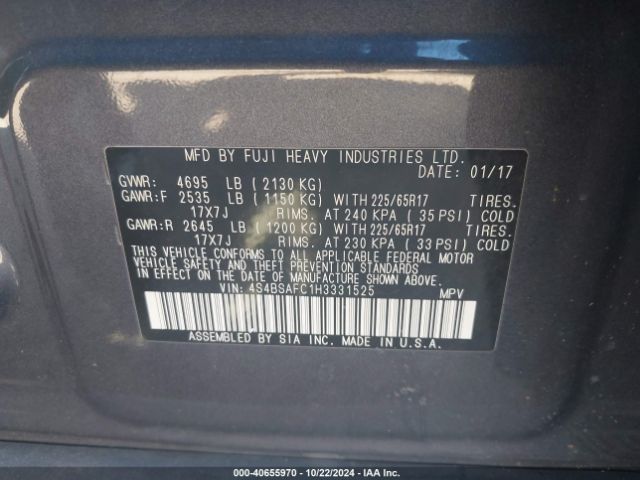 MFD BY FUJI HEAVY INDUSTRIES LTD.
DATE: 01/17
GVWR: 4695 LB ( 2130 KG)
GAWR:F 2535 LB ( 1150 KG) WITH 225/65R17 TIRES.
17X7J RIMS. AT 240 KPA ( 35 PSI) COLD
GAWR:R 2645 LB ( 1200 KG) WITH 225/65R17 TIRES.
17X7J RIMS. AT 230 KPA ( 33 PSI) COLD
THIS VEHICLE CONFORMS TO ALL APPLICABLE FEDERAL MOTOR
VEHICLE SAFETY, BUMPER, AND THEFT PREVENTION STANDARDS
IN EFFECT ON THE DATE OF MANUFACTURE SHOWN ABOVE.
VIN: 4S4BSAFC1H3331525 MPV
ASSEMBLED BY SIA INC. MADE IN U.S.A.
000-40655970 - 10/22/2024 - IAA Inc.